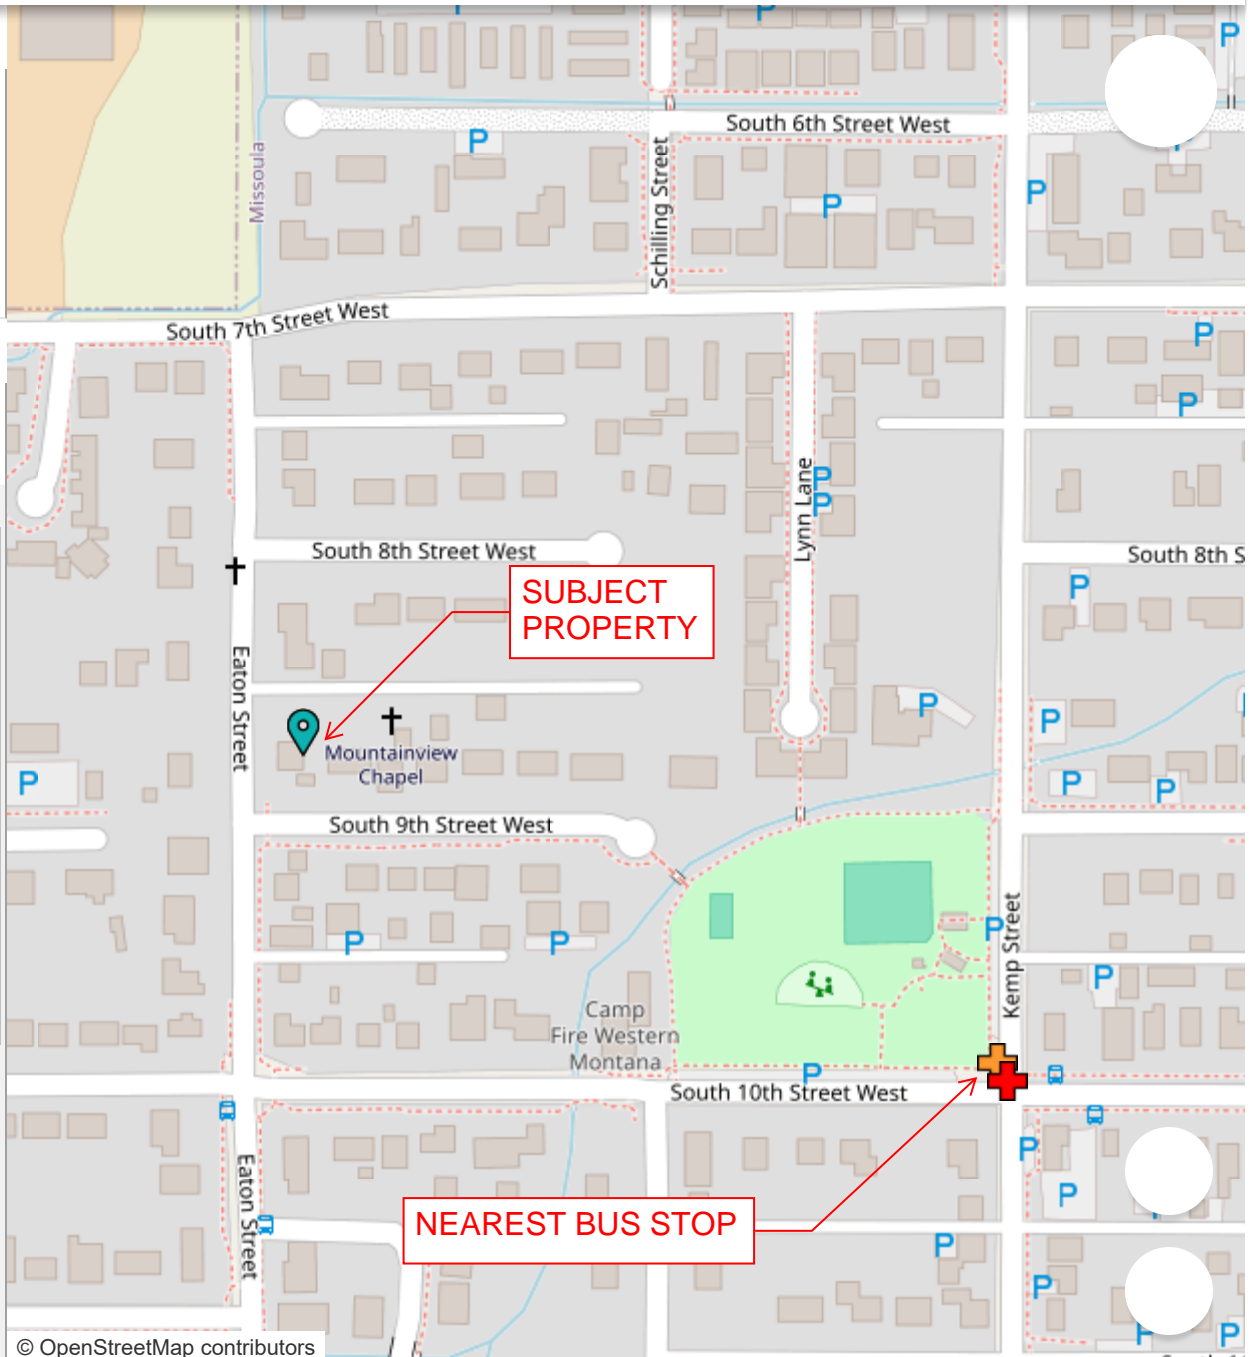 P
P
P
South 6th Street West
P
Missoula
Schilling Street
P
P
South 7th Street West
P
P
Lynn Lane
P
P
South 8th Street West
South 8th S
P
SUBJECT
PROPERTY
Eaton Street
P
P
Mountainview
Chapel
P
P
P
South 9th Street West
Kemp Street
P
P
P
P
Camp
Fire Western
Montana
P
South 10th Street West
P
Eaton Street
P
NEAREST BUS STOP
P
P
P
P
© OpenStreetMap contributors